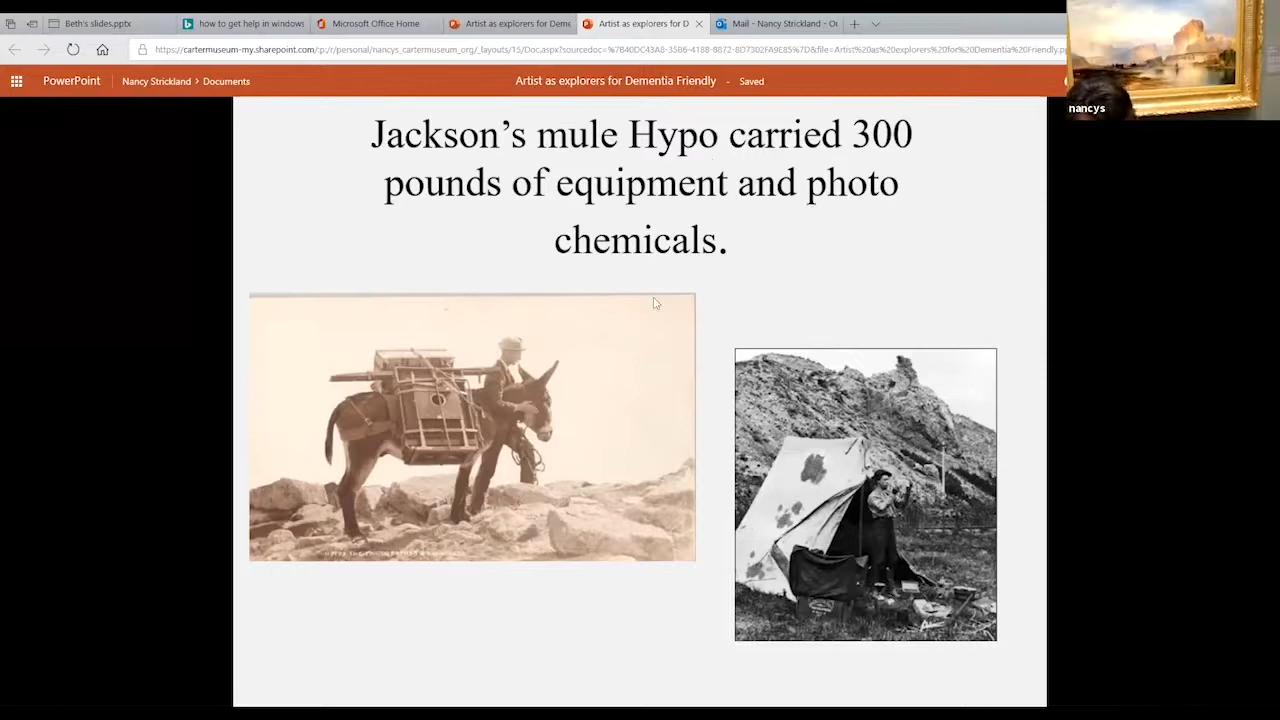 Beth's slides.pptx
how to get help in windows
Microsoft Office Home
Artist as explorers for Deme
Artist as explorers for D
Mail - Nancy Strickland - Ou
https://cartermuseum-my.sharepoint.com/:p:/r/personal/nancys_cartermuseum_org/_layouts/15/Doc.aspx?sourcedoc=%7B40DC43A8-35B6-4188-8872-8D7302FA9E85%7D&file=Artist%20as%20explorers%20for%20Dementia%20Friendly.pp
PowerPoint
Nancy Strickland > Documents
Artist as explorers for Dementia Friendly - Saved
nancys
Jackson’s mule Hypo carried 300
pounds of equipment and photo
chemicals.